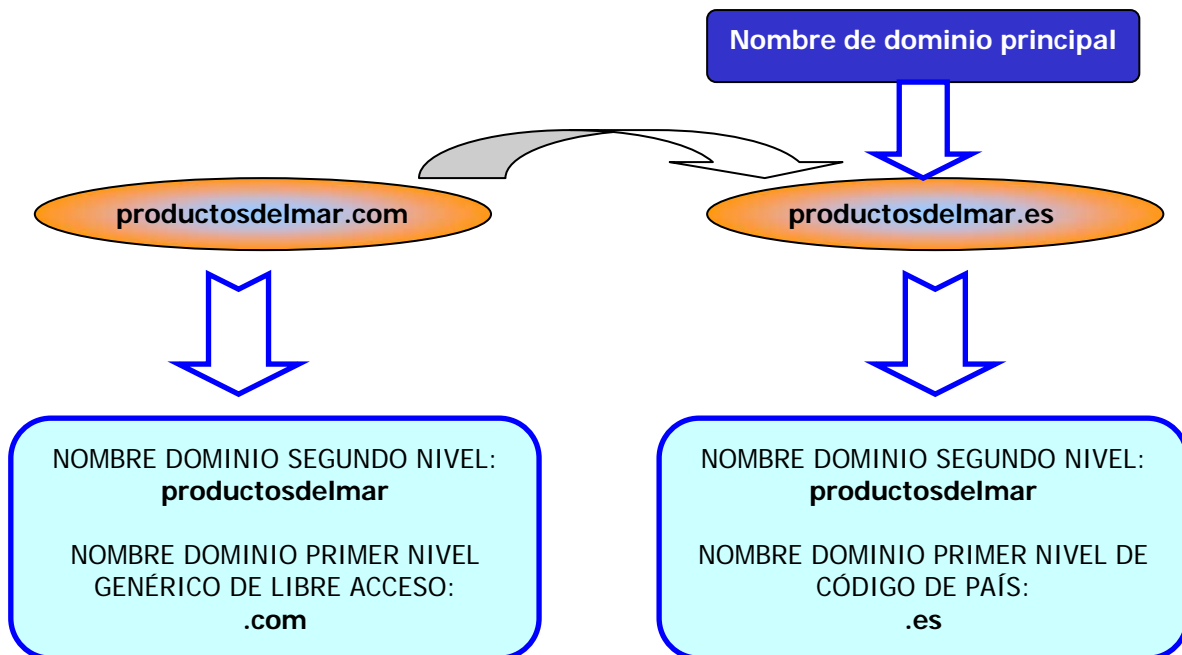 Nombre de dominio principal
productosdelmar.com
productosdelmar.es
NOMBRE DOMINIO SEGUNDO NIVEL:
productosdelmar
NOMBRE DOMINIO PRIMER NIVEL
GENÉRICO DE LIBRE ACCESO:
.com
NOMBRE DOMINIO SEGUNDO NIVEL:
productosdelmar
NOMBRE DOMINIO PRIMER NIVEL DE
CÓDIGO DE PAÍS:
.es